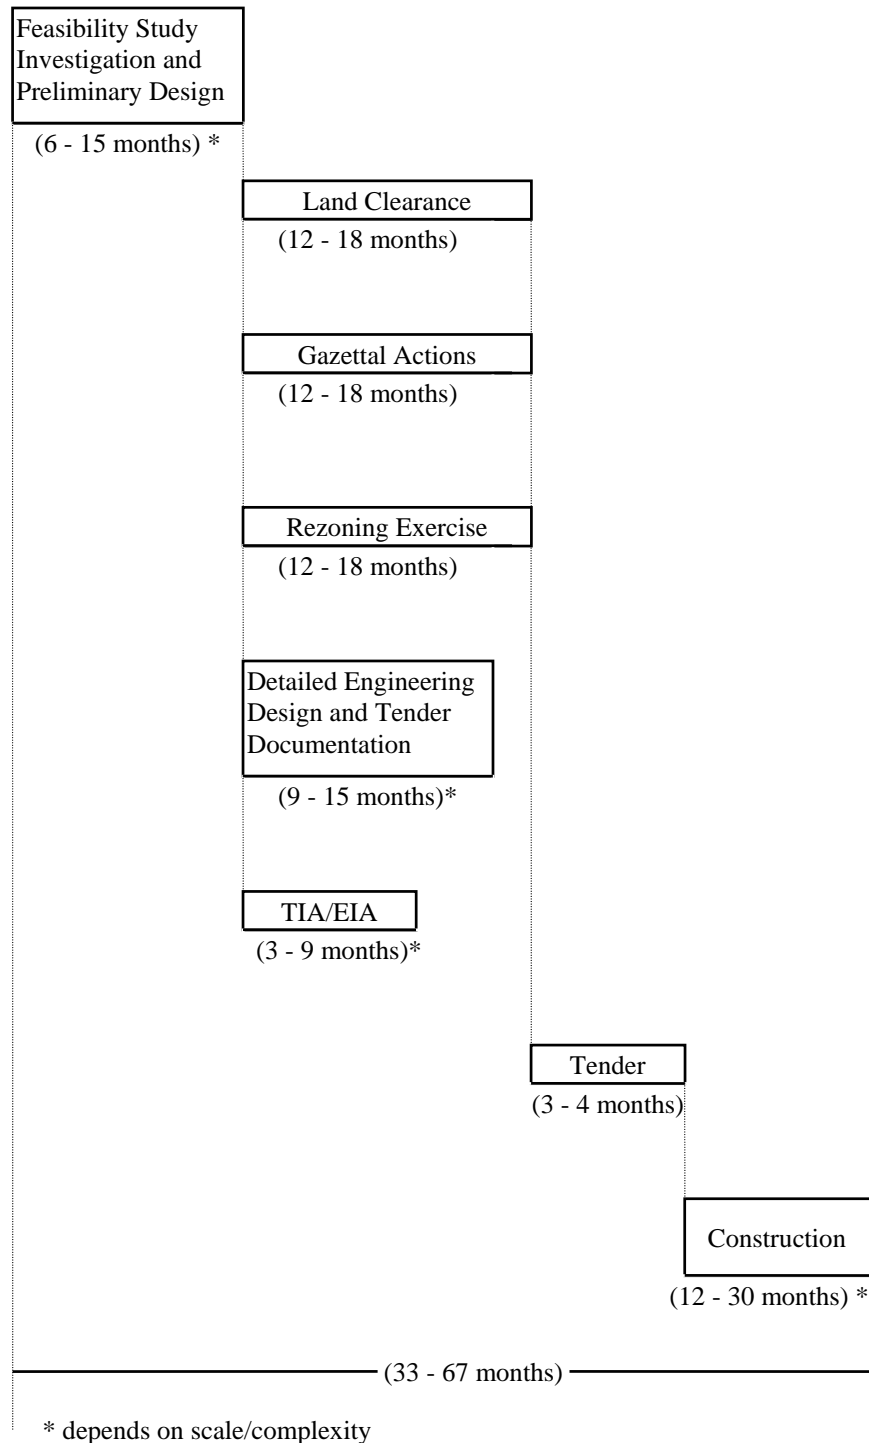 Feasibility Study
Investigation and
Preliminary Design
(6 - 15 months) *
Land Clearance
(12 - 18 months)
Gazettal Actions
(12 - 18 months)
Rezoning Exercise
(12 - 18 months)
Detailed Engineering
Design and Tender
Documentation
(9 - 15 months)*
TIA/EIA
(3 - 9 months)*
Tender
(3 - 4 months)
Construction
(12 - 30 months) *
(33 - 67 months)
* depends on scale/complexity